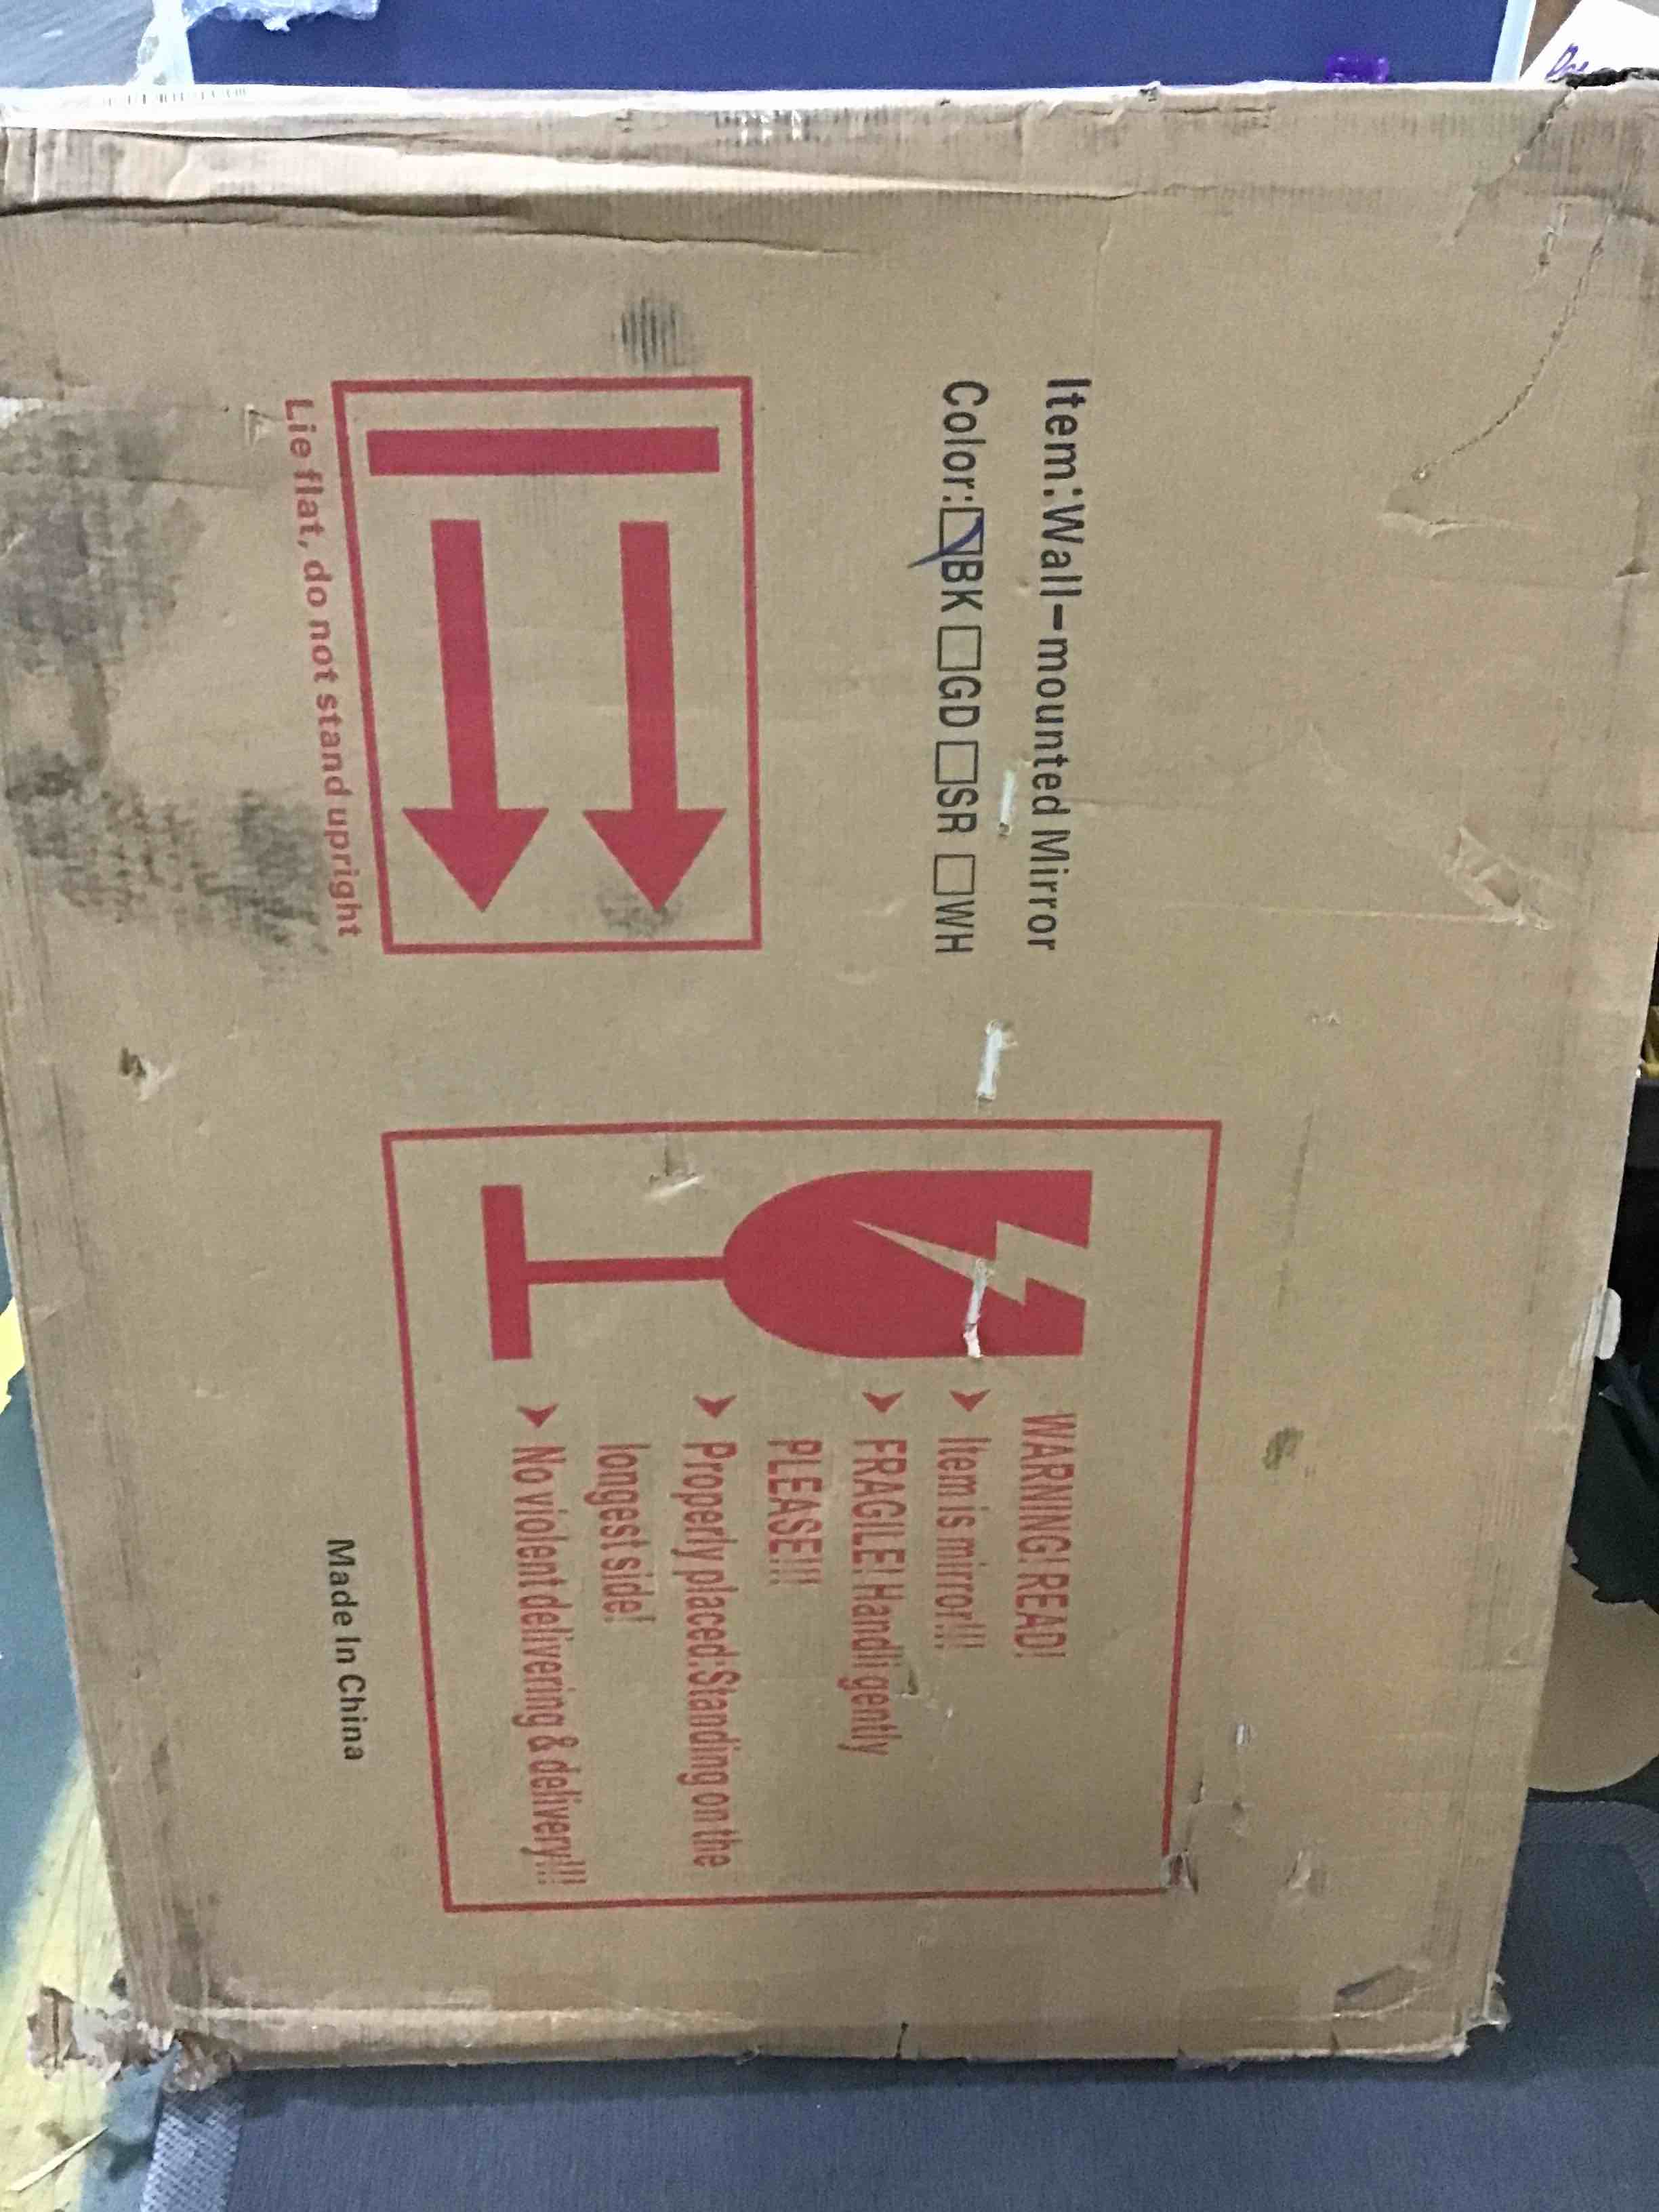 Item:Wall-mounted Mirror
Color:☑BK ☐GD ☐SR ☐WH
Lie flat, do not stand upright
WARNING! READ!
Item is mirror!!!
FRAGILE! Handli gently
PLEASE!!!
Properly placed:Standing on the
longest side!
No violent delivering & delivery!!!
Made In China